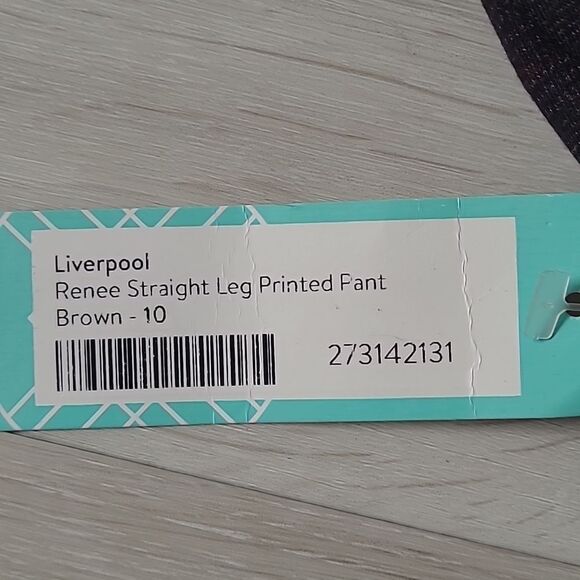 Liverpool
Renee Straight Leg Printed Pant
Brown - 10
273142131